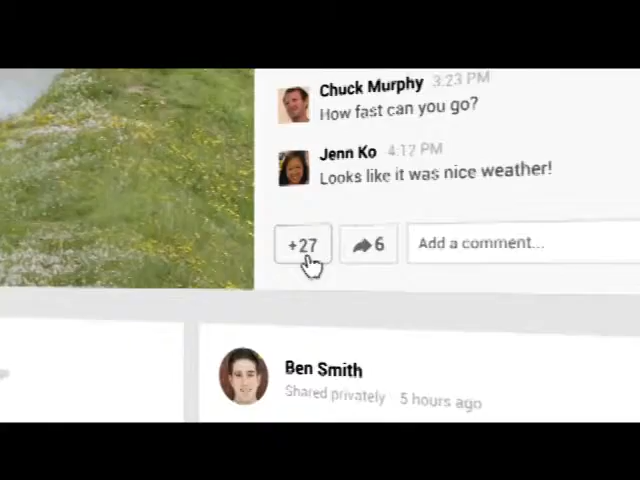 Chuck Murphy 3:23 PM
How fast can you go?
Jenn Ko 4:12 PM
Looks like it was nice weather!
+27 6 Add a comment...
Ben Smith
Shared privately 5 hours ago